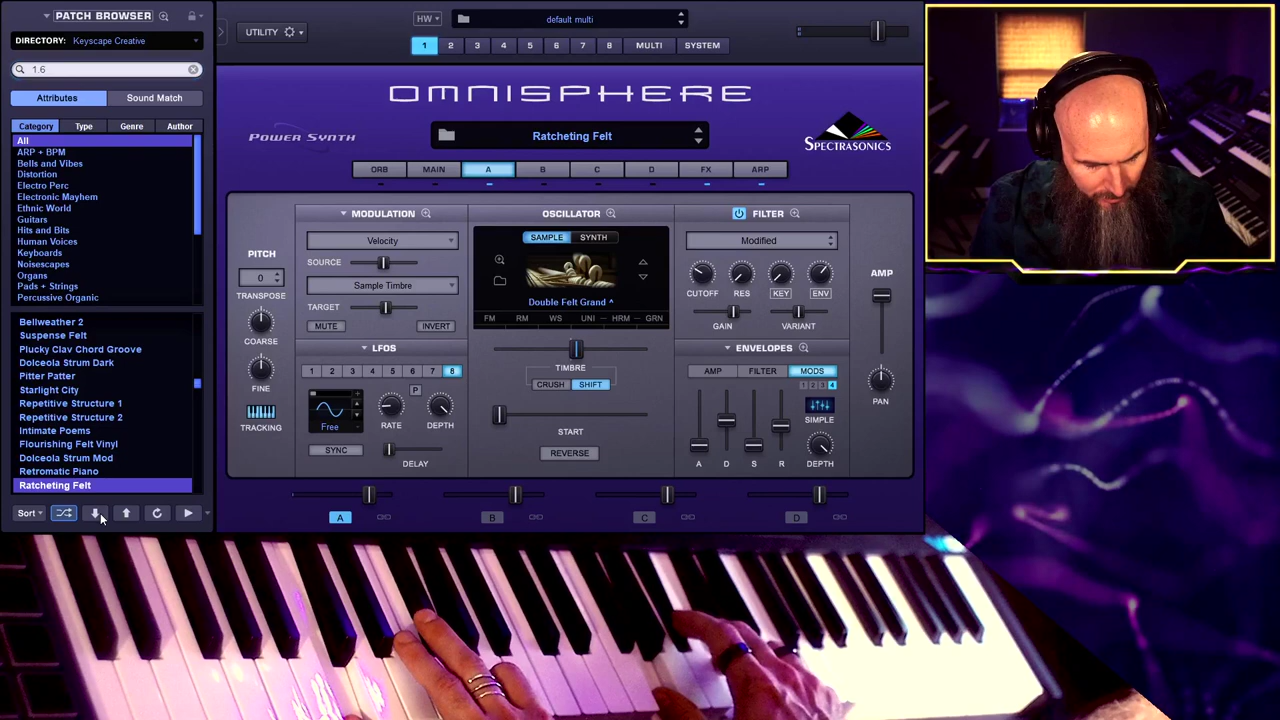 PATCH BROWSER
DIRECTORY: Keyscape Creative
1.6
Attributes
Sound Match
Category
Type
Genre
Author
All
ARP + BPM
Bells and Vibes
Distortion
Electro Perc
Electronic Mayhem
Ethnic World
Guitars
Hits and Bits
Human Voices
Keyboards
Noisescapes
Organs
Pads + Strings
Percussive Organic
Bellweather 2
Suspense Felt
Plucky Clav Chord Groove
Dolceola Strum Dark
Pitter Patter
Starlight City
Repetitive Structure 1
Repetitive Structure 2
Intimate Poems
Flourishing Felt Vinyl
Dolceola Strum Mod
Retromatic Piano
Ratcheting Felt
Sort
UTILITY
HW
default multi
1 2 3 4 5 6 7 8 MULTI SYSTEM
OMNISPHERE
POWER SYNTH
Ratcheting Felt
SPECTRASONICS
ORB MAIN A B C D FX ARP
PITCH
0
TRANSPOSE
COARSE
FINE
TRACKING
MODULATION
Velocity
SOURCE
Sample Timbre
TARGET
MUTE
INVERT
LFOS
1 2 3 4 5 6 7 8
P
Free
RATE
DEPTH
SYNC
DELAY
OSCILLATOR
SAMPLE SYNTH
Double Felt Grand ^
FM RM WS UNI HRM GRN
TIMBRE
CRUSH SHIFT
START
REVERSE
FILTER
Modified
CUTOFF RES KEY ENV
GAIN
VARIANT
ENVELOPES
AMP FILTER MODS
1 2 3 4
SIMPLE
A D S R DEPTH
AMP
PAN
A B C D